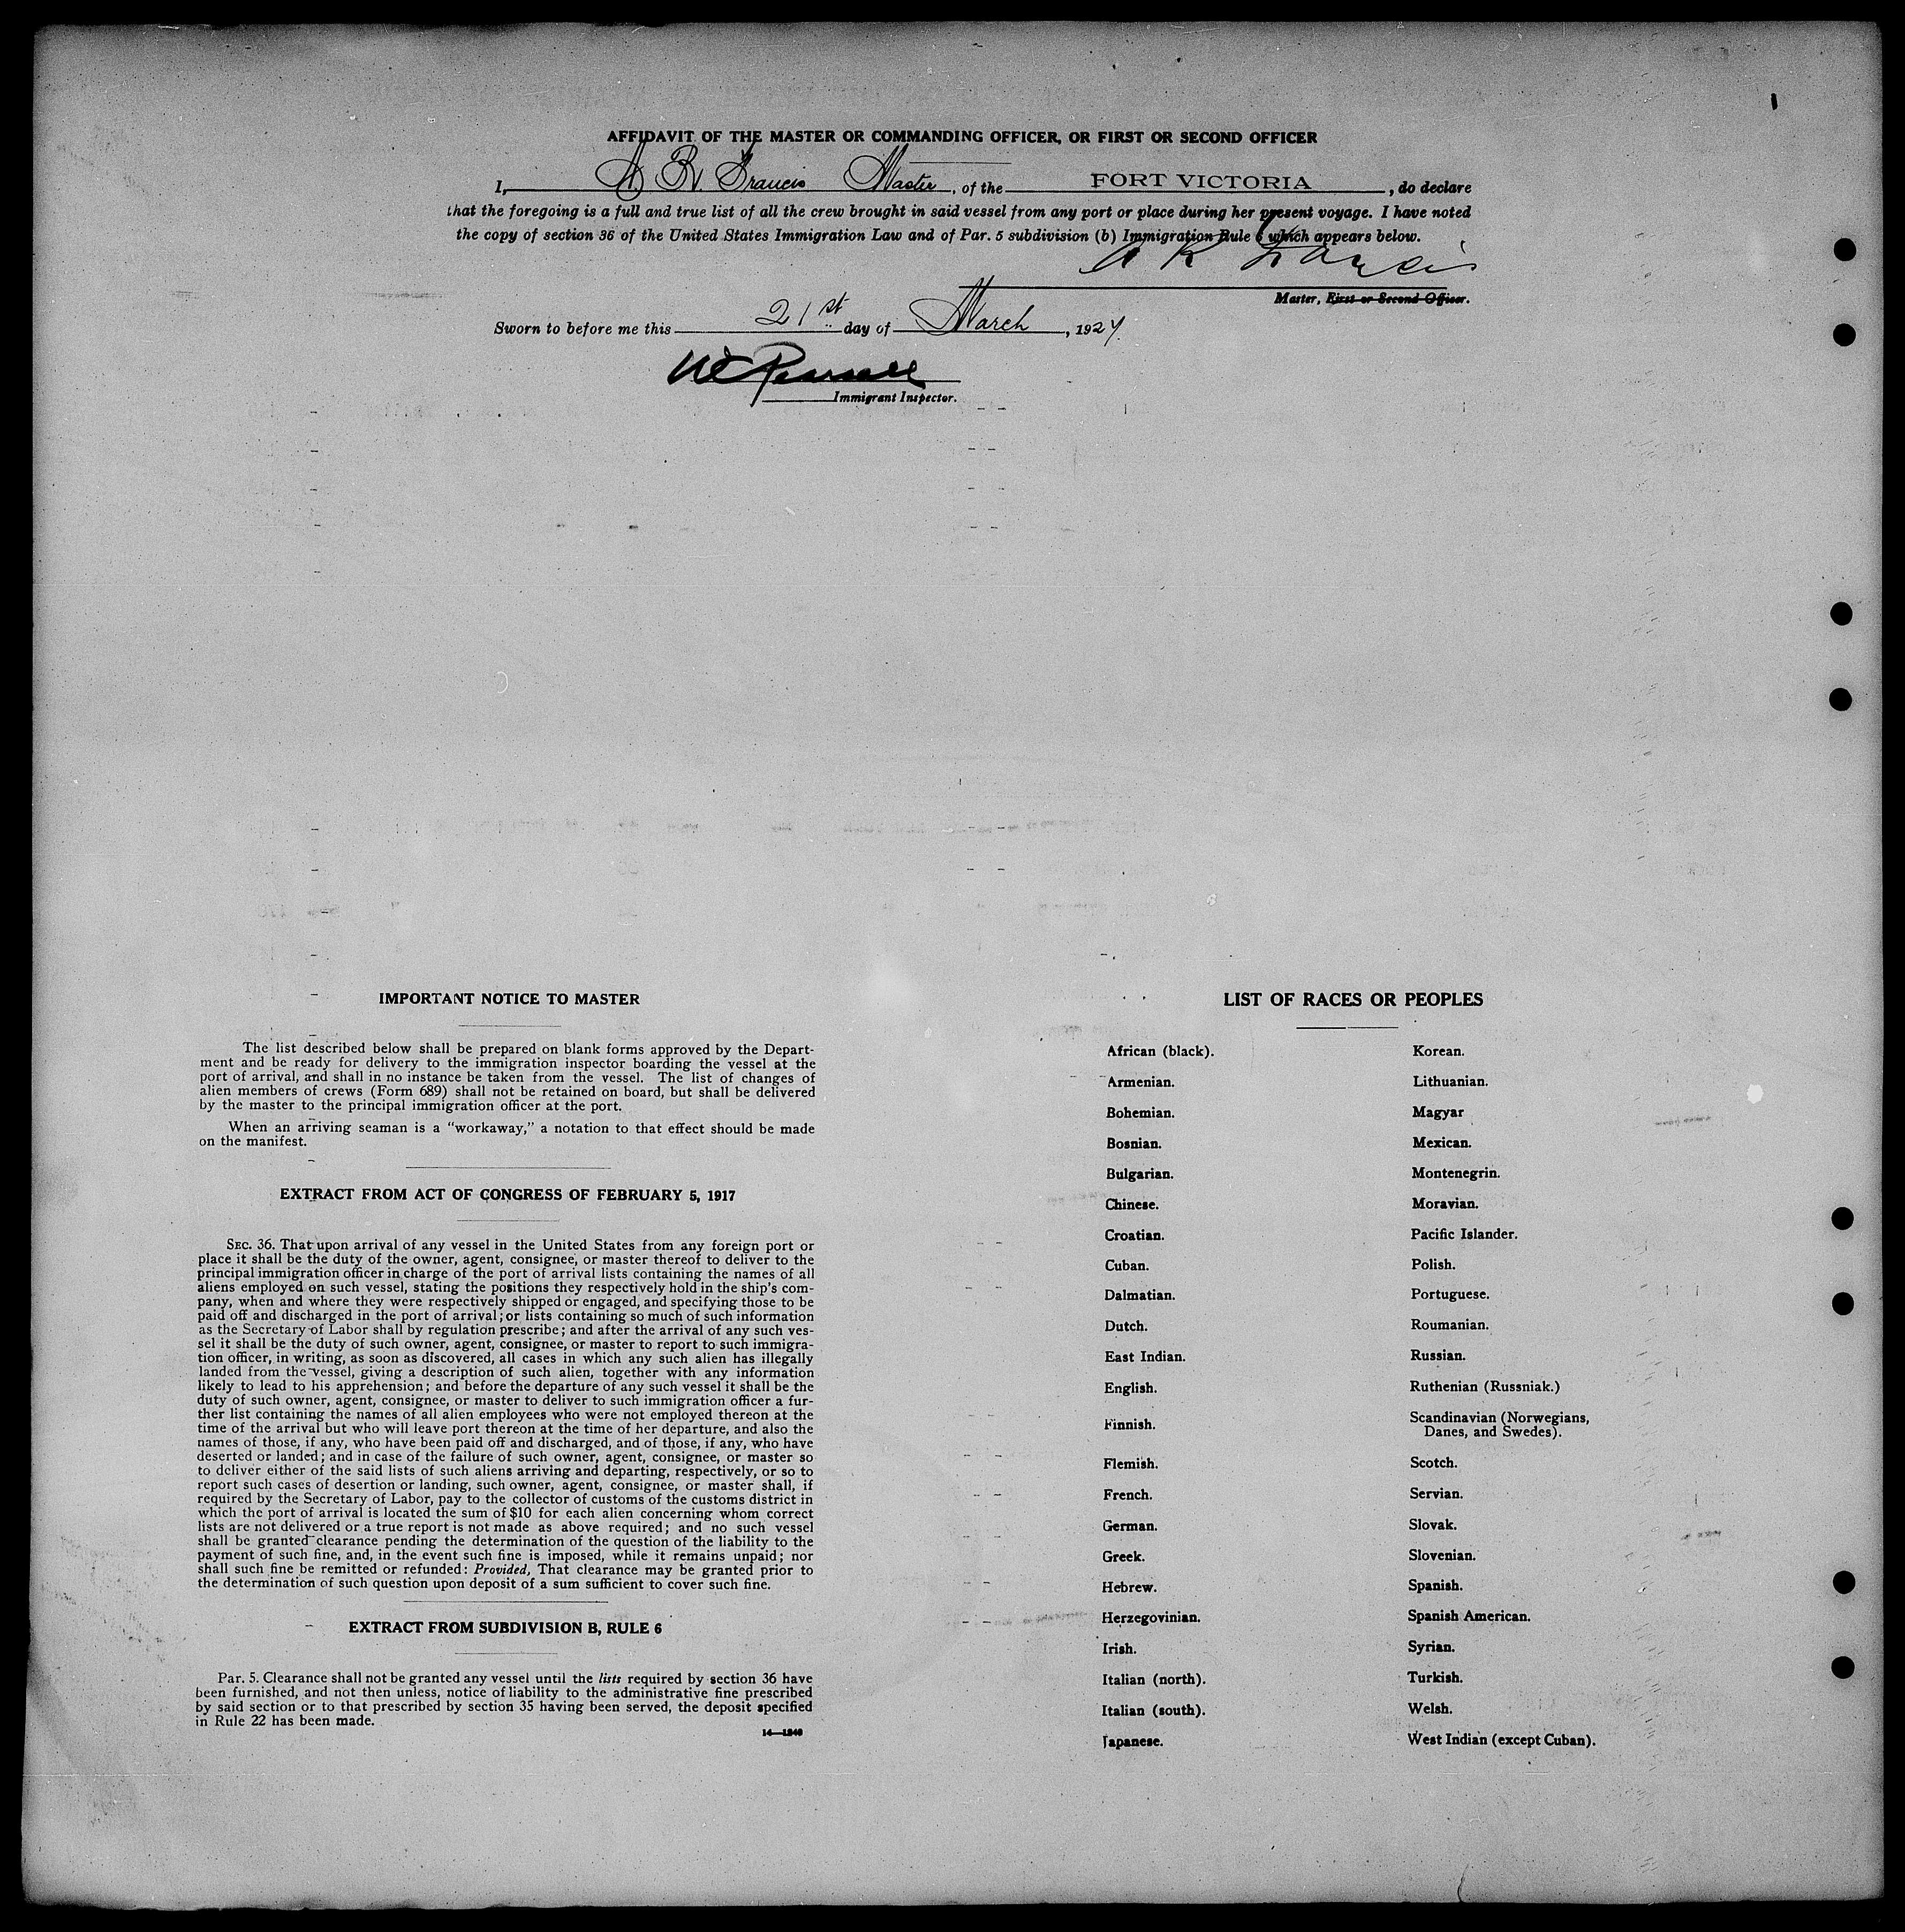 AFFIDAVIT OF THE MASTER OR COMMANDING OFFICER, OR FIRST OR SECOND OFFICER
I, A R. Francis Master, of the FORT VICTORIA, do declare
that the foregoing is a full and true list of all the crew brought in said vessel from any port or place during her present voyage. I have noted
the copy of section 36 of the United States Immigration Law and of Par. 5 subdivision (b) Immigration Rule 6 which appears below.
A R Francis
Master, First or Second Officer.
Sworn to before me this 21st day of March, 1927.
Immigrant Inspector.
IMPORTANT NOTICE TO MASTER
The list described below shall be prepared on blank forms approved by the Depart-
ment and be ready for delivery to the immigration inspector boarding the vessel at the
port of arrival, and shall in no instance be taken from the vessel. The list of changes of
alien members of crews (Form 689) shall not be retained on board, but shall be delivered
by the master to the principal immigration officer at the port.
When an arriving seaman is a "workaway," a notation to that effect should be made
on the manifest.
EXTRACT FROM ACT OF CONGRESS OF FEBRUARY 5, 1917
SEC. 36. That upon arrival of any vessel in the United States from any foreign port or
place it shall be the duty of the owner, agent, consignee, or master thereof to deliver to the
principal immigration officer in charge of the port of arrival lists containing the names of all
aliens employed on such vessel, stating the positions they respectively hold in the ship's com-
pany, when and where they were respectively shipped or engaged, and specifying those to be
paid off and discharged in the port of arrival; or lists containing so much of such information
as the Secretary of Labor shall by regulation prescribe; and after the arrival of any such ves-
sel it shall be the duty of such owner, agent, consignee, or master to report to such immigra-
tion officer, in writing, as soon as discovered, all cases in which any such alien has illegally
landed from the vessel, giving a description of such alien, together with any information
likely to lead to his apprehension; and before the departure of any such vessel it shall be the
duty of such owner, agent, consignee, or master to deliver to such immigration officer a fur-
ther list containing the names of all alien employees who were not employed thereon at the
time of the arrival but who will leave port thereon at the time of her departure, and also the
names of those, if any, who have been paid off and discharged, and of those, if any, who have
deserted or landed; and in case of the failure of such owner, agent, consignee, or master so
to deliver either of the said lists of such aliens arriving and departing, respectively, or so to
report such cases of desertion or landing, such owner, agent, consignee, or master shall, if
required by the Secretary of Labor, pay to the collector of customs of the customs district in
which the port of arrival is located the sum of $10 for each alien concerning whom correct
lists are not delivered or a true report is not made as above required; and no such vessel
shall be granted clearance pending the determination of the question of the liability to the
payment of such fine, and, in the event such fine is imposed, while it remains unpaid; nor
shall such fine be remitted or refunded: Provided, That clearance may be granted prior to
the determination of such question upon deposit of a sum sufficient to cover such fine.
EXTRACT FROM SUBDIVISION B, RULE 6
Par. 5. Clearance shall not be granted any vessel until the lists required by section 36 have
been furnished, and not then unless, notice of liability to the administrative fine prescribed
by said section or to that prescribed by section 35 having been served, the deposit specified
in Rule 22 has been made.
14—1240
LIST OF RACES OR PEOPLES
African (black).
Armenian.
Bohemian.
Bosnian.
Bulgarian.
Chinese.
Croatian.
Cuban.
Dalmatian.
Dutch.
East Indian.
English.
Finnish.
Flemish.
French.
German.
Greek.
Hebrew.
Herzegovinian.
Irish.
Italian (north).
Italian (south).
Japanese.
Korean.
Lithuanian.
Magyar
Mexican.
Montenegrin.
Moravian.
Pacific Islander.
Polish.
Portuguese.
Roumanian.
Russian.
Ruthenian (Russniak.)
Scandinavian (Norwegians,
Danes, and Swedes).
Scotch.
Servian.
Slovak.
Slovenian.
Spanish.
Spanish American.
Syrian.
Turkish.
Welsh.
West Indian (except Cuban).